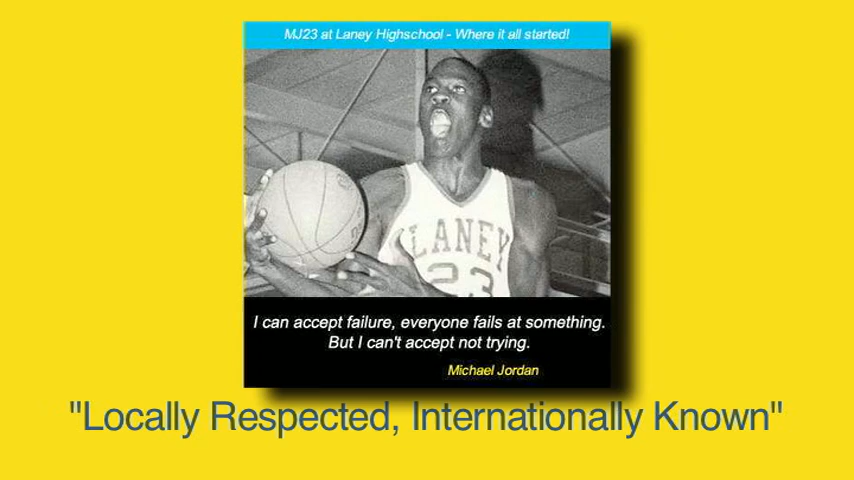 MJ23 at Laney Highschool - Where it all started!
LANEY
23
I can accept failure, everyone fails at something.
But I can't accept not trying.
Michael Jordan
"Locally Respected, Internationally Known"